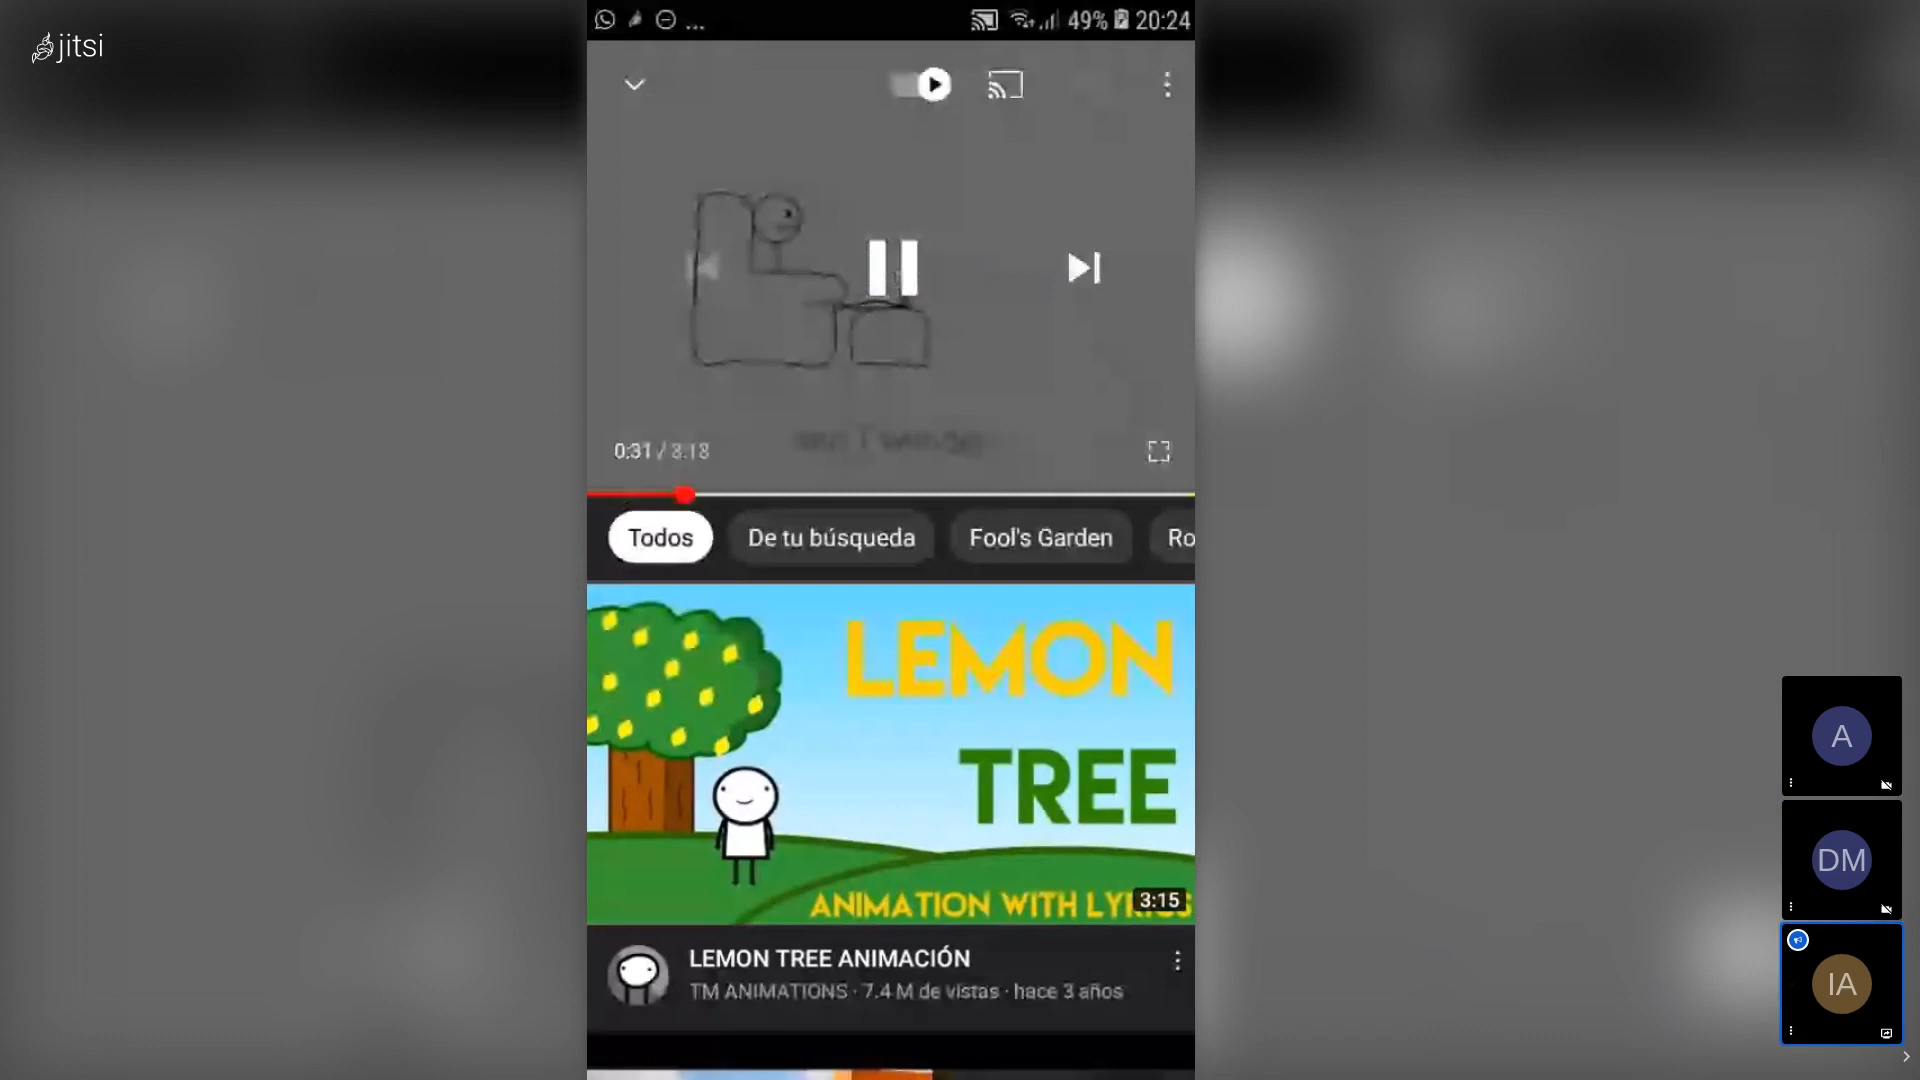 jitsi
...
49% 20:24
0:31 / 3:18
Todos
De tu búsqueda
Fool's Garden
Ro
LEMON
TREE
ANIMATION WITH LYRICS
3:15
LEMON TREE ANIMACIÓN
TM ANIMATIONS · 7.4 M de vistas · hace 3 años
A
DM
IA